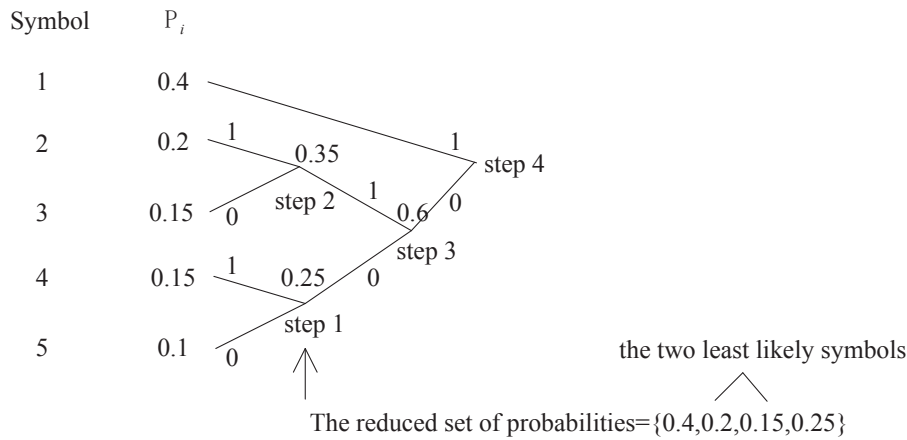 Symbol P_i
1 0.4
1
2 0.2 1 0.35
step 4
step 2 1
3 0.15 0 0.6 0
step 3
4 0.15 1 0.25 0
step 1
5 0.1 0
the two least likely symbols
The reduced set of probabilities={0.4,0.2,0.15,0.25}